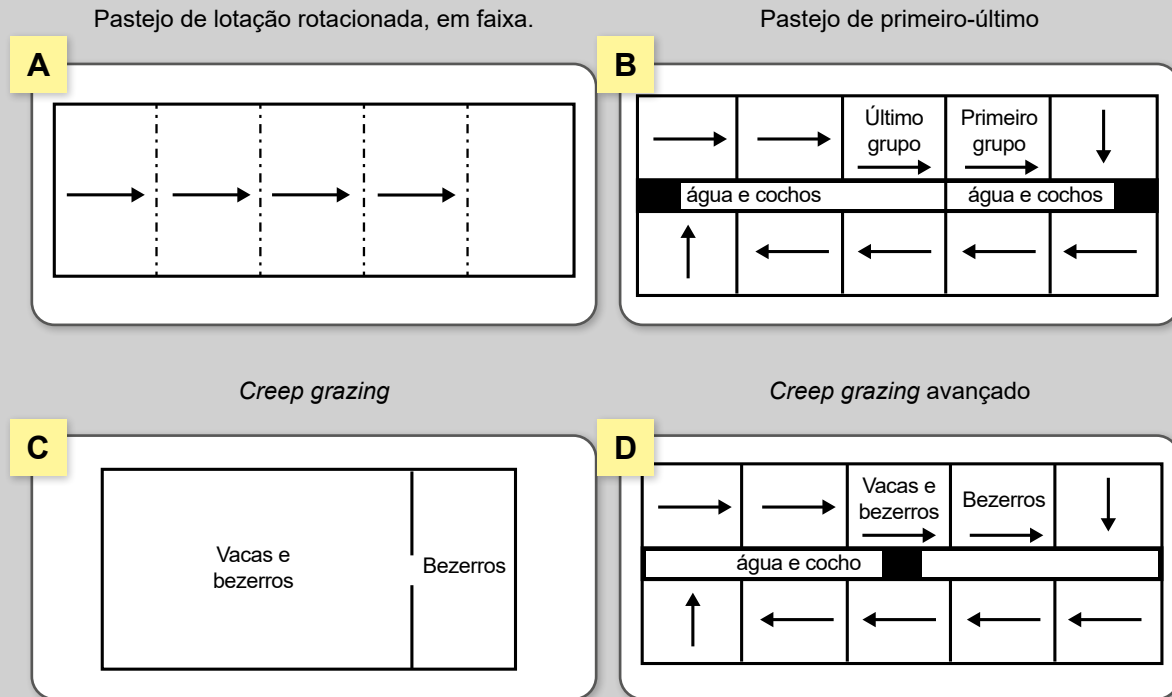 Pastejo de lotação rotacionada, em faixa.
A
Pastejo de primeiro-último
B
Último
grupo
Primeiro
grupo
água e cochos
água e cochos
Creep grazing
C
Vacas e
bezerros
Bezerros
Creep grazing avançado
D
Vacas e
bezerros
Bezerros
água e cocho